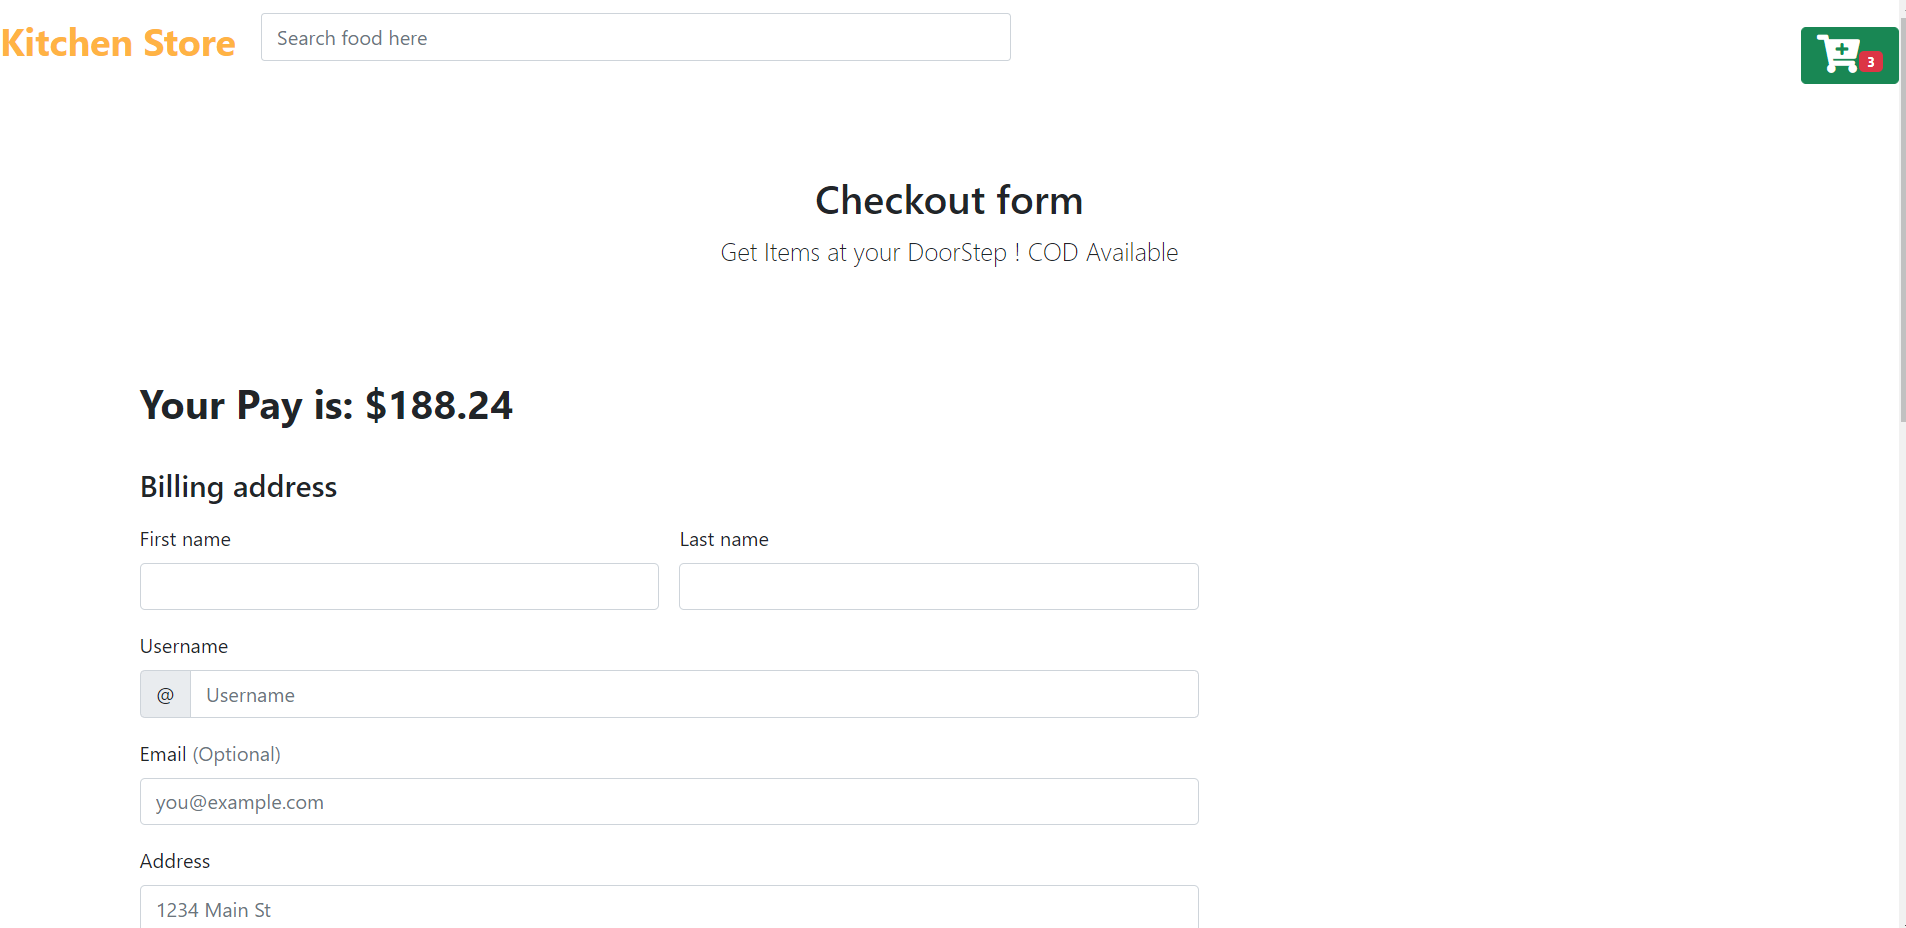 Kitchen Store
Search food here
3
Checkout form
Get Items at your DoorStep ! COD Available
Your Pay is: $188.24
Billing address
First name
Last name
Username
@ Username
Email (Optional)
you@example.com
Address
1234 Main St